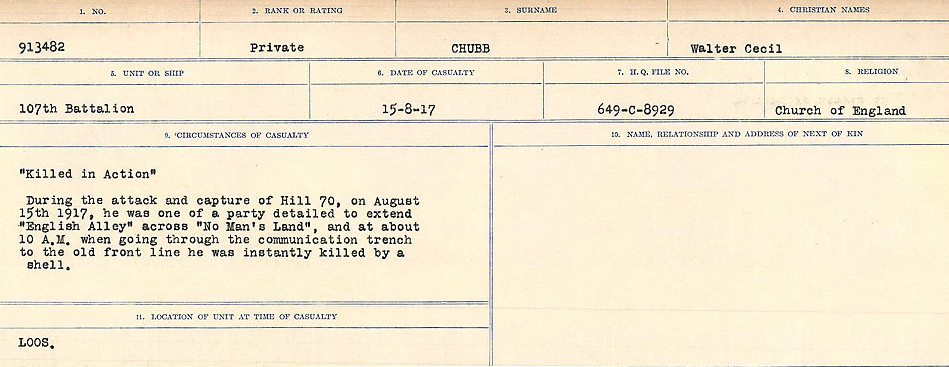 1. NO. 2. RANK OR RATING 3. SURNAME 4. CHRISTIAN NAMES
913482 Private CHUBB Walter Cecil
5. UNIT OR SHIP 6. DATE OF CASUALTY 7. H.Q. FILE NO. 8. RELIGION
107th Battalion 15-8-17 649-C-8929 Church of England
9. CIRCUMSTANCES OF CASUALTY 10. NAME, RELATIONSHIP AND ADDRESS OF NEXT OF KIN
"Killed in Action"
During the attack and capture of Hill 70, on August
15th 1917, he was one of a party detailed to extend
"English Alley" across "No Man's Land", and at about
10 A.M. when going through the communication trench
to the old front line he was instantly killed by a
shell.
11. LOCATION OF UNIT AT TIME OF CASUALTY
LOOS.